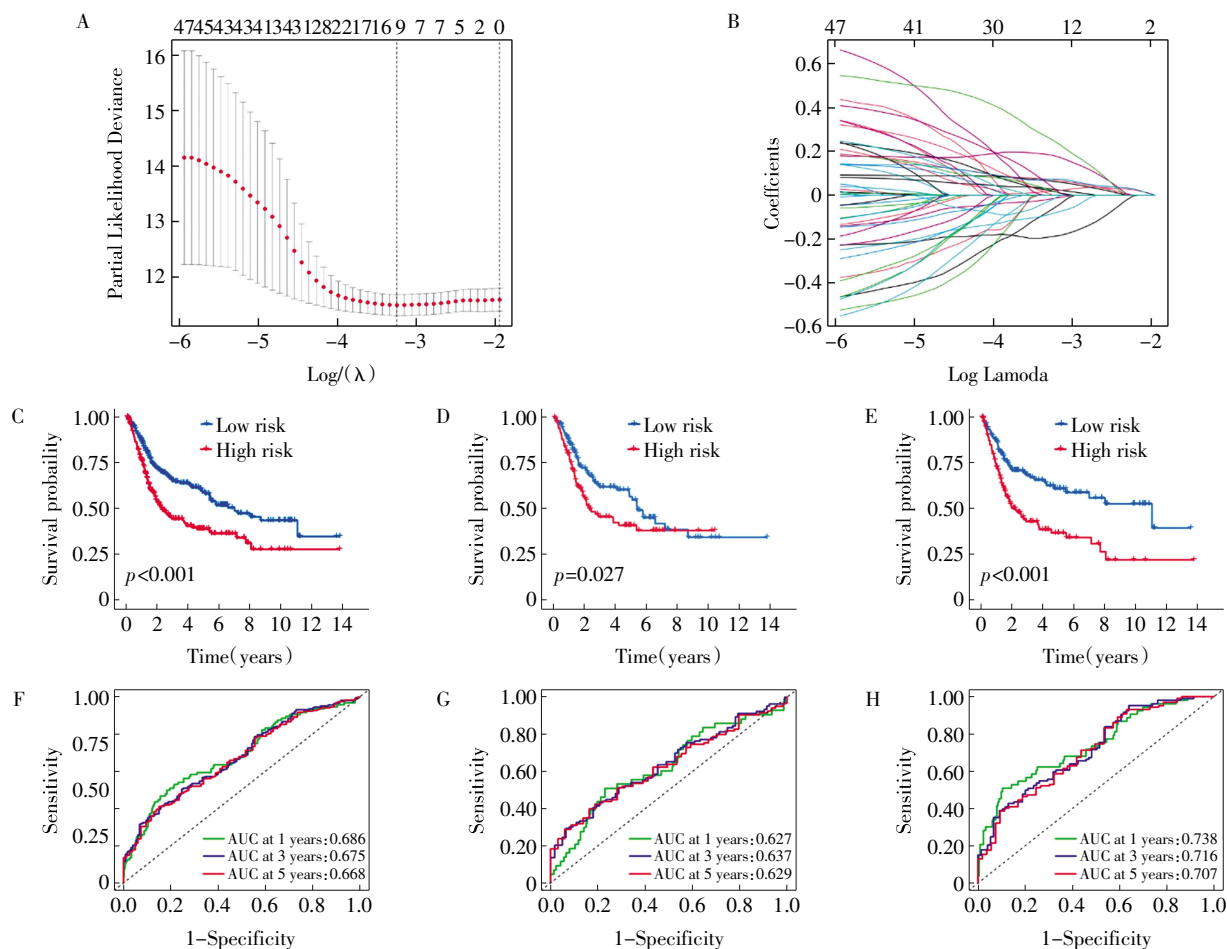 A
47454343413443128221716 9 7 7 5 2 0
16
15
14
13
12
Partial Likelihood Deviance
−6 −5 −4 −3 −2
Log/(λ)
B
47 41 30 12 2
0.6
0.4
0.2
0
−0.2
−0.4
−0.6
Coeffcients
−6 −5 −4 −3 −2
Log Lamoda
C
1.00
0.75
0.50
0.25
0
Survival probaility
Low risk
High risk
p<0.001
0 2 4 6 8 10 12 14
Time(years)
D
1.00
0.75
0.50
0.25
0
Survival probaility
Low risk
High risk
p=0.027
0 2 4 6 8 10 12 14
Time(years)
E
1.00
0.75
0.50
0.25
0
Survival probaility
Low risk
High risk
p<0.001
0 2 4 6 8 10 12 14
Time(years)
F
1.00
0.75
0.50
0.25
0
Sensitivity
AUC at 1 years:0.686
AUC at 3 years:0.675
AUC at 5 years:0.668
0.0 0.2 0.4 0.6 0.8 1.0
1−Specificity
G
1.00
0.80
0.60
0.40
0.20
0
Sensitivity
AUC at 1 years:0.627
AUC at 3 years:0.637
AUC at 5 years:0.629
0.0 0.2 0.4 0.6 0.8 1.0
1−Specificity
H
1.00
0.80
0.60
0.40
0.20
0
Sensitivity
AUC at 1 years:0.738
AUC at 3 years:0.716
AUC at 5 years:0.707
0.0 0.2 0.4 0.6 0.8 1.0
1−Specificity